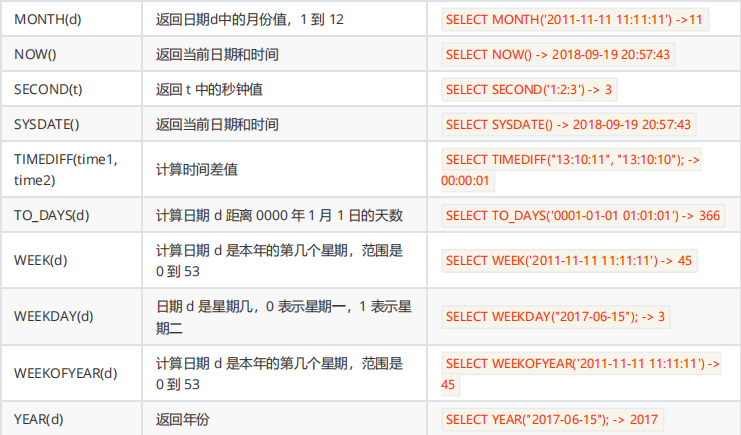 MONTH(d) 返回日期d中的月份值，1 到 12 SELECT MONTH('2011-11-11 11:11:11') ->11
NOW() 返回当前日期和时间 SELECT NOW() -> 2018-09-19 20:57:43
SECOND(t) 返回 t 中的秒钟值 SELECT SECOND('1:2:3') -> 3
SYSDATE() 返回当前日期和时间 SELECT SYSDATE() -> 2018-09-19 20:57:43
TIMEDIFF(time1,
time2)
计算时间差值
SELECT TIMEDIFF("13:10:11", "13:10:10"); ->
00:00:01
TO_DAYS(d) 计算日期 d 距离 0000 年 1 月 1 日的天数 SELECT TO_DAYS('0001-01-01 01:01:01') -> 366
WEEK(d)
计算日期 d 是本年的第几个星期，范围是
0 到 53
SELECT WEEK('2011-11-11 11:11:11') -> 45
WEEKDAY(d)
日期 d 是星期几，0 表示星期一，1 表示星
期二
SELECT WEEKDAY("2017-06-15"); -> 3
WEEKOFYEAR(d)
计算日期 d 是本年的第几个星期，范围是
0 到 53
SELECT WEEKOFYEAR('2011-11-11 11:11:11') ->
45
YEAR(d) 返回年份 SELECT YEAR("2017-06-15"); -> 2017